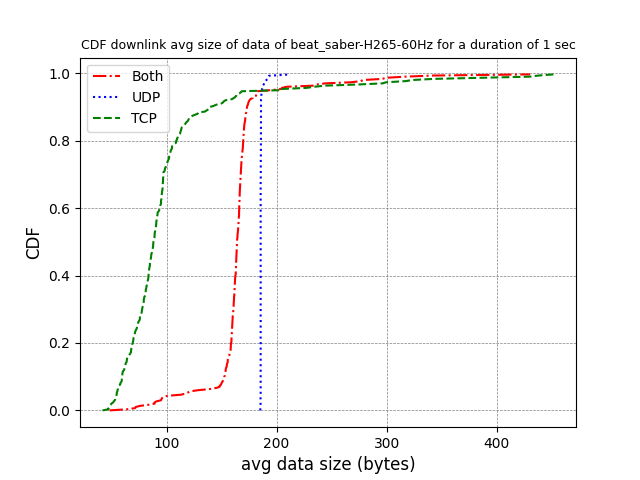 CDF downlink avg size of data of beat_saber-H265-60Hz for a duration of 1 sec
1.0
0.8
0.6
0.4
0.2
0.0
CDF
Both
UDP
TCP
100
200
300
400
avg data size (bytes)